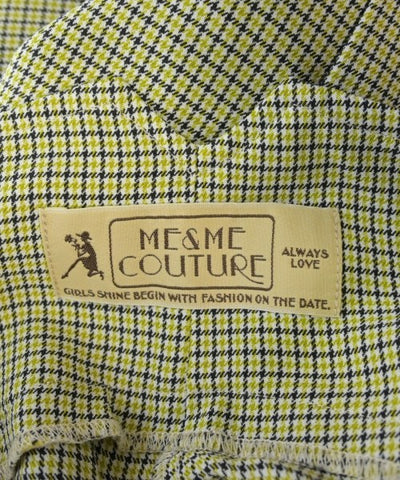 ME&ME
COUTURE
ALWAYS
LOVE
GIRLS SHINE BEGIN WITH FASHION ON THE DATE.